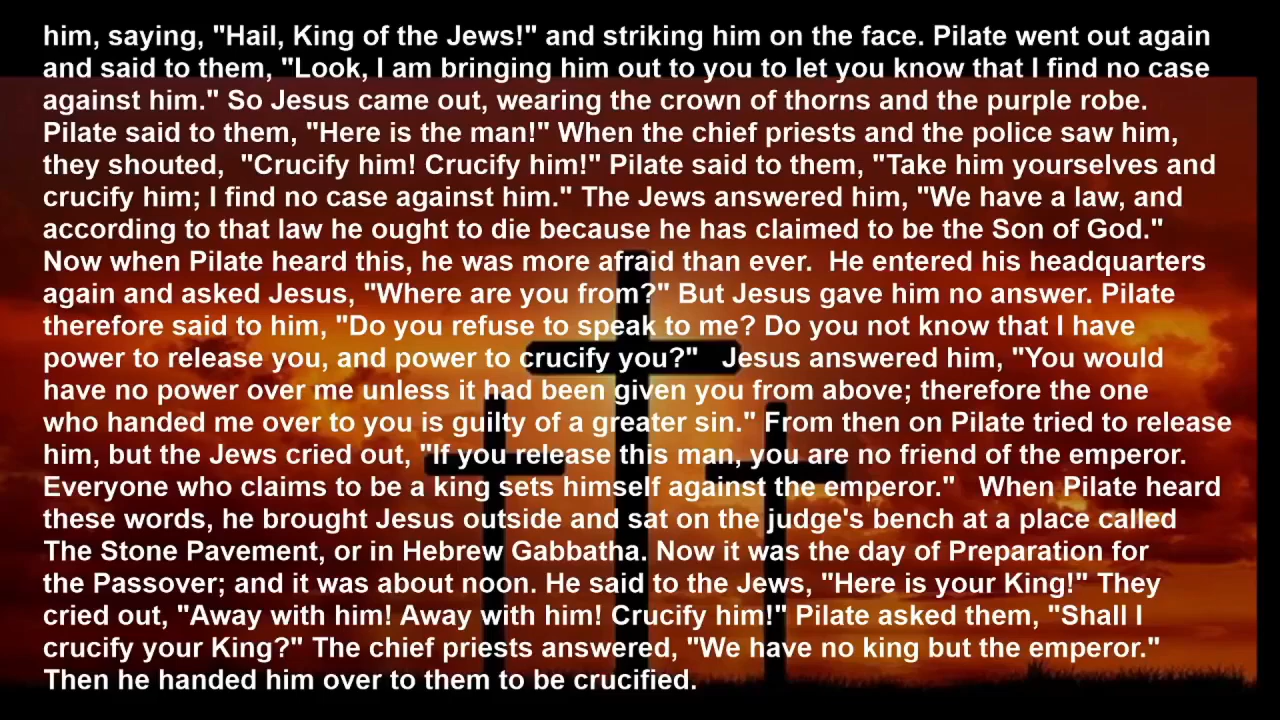 him, saying, "Hail, King of the Jews!" and striking him on the face. Pilate went out again
and said to them, "Look, I am bringing him out to you to let you know that I find no case
against him." So Jesus came out, wearing the crown of thorns and the purple robe.
Pilate said to them, "Here is the man!" When the chief priests and the police saw him,
they shouted,  "Crucify him! Crucify him!" Pilate said to them, "Take him yourselves and
crucify him; I find no case against him." The Jews answered him, "We have a law, and
according to that law he ought to die because he has claimed to be the Son of God."
Now when Pilate heard this, he was more afraid than ever.  He entered his headquarters
again and asked Jesus, "Where are you from?" But Jesus gave him no answer. Pilate
therefore said to him, "Do you refuse to speak to me? Do you not know that I have
power to release you, and power to crucify you?"   Jesus answered him, "You would
have no power over me unless it had been given you from above; therefore the one
who handed me over to you is guilty of a greater sin." From then on Pilate tried to release
him, but the Jews cried out, "If you release this man, you are no friend of the emperor.
Everyone who claims to be a king sets himself against the emperor."   When Pilate heard
these words, he brought Jesus outside and sat on the judge's bench at a place called
The Stone Pavement, or in Hebrew Gabbatha. Now it was the day of Preparation for
the Passover; and it was about noon. He said to the Jews, "Here is your King!" They
cried out, "Away with him! Away with him! Crucify him!" Pilate asked them, "Shall I
crucify your King?" The chief priests answered, "We have no king but the emperor."
Then he handed him over to them to be crucified.